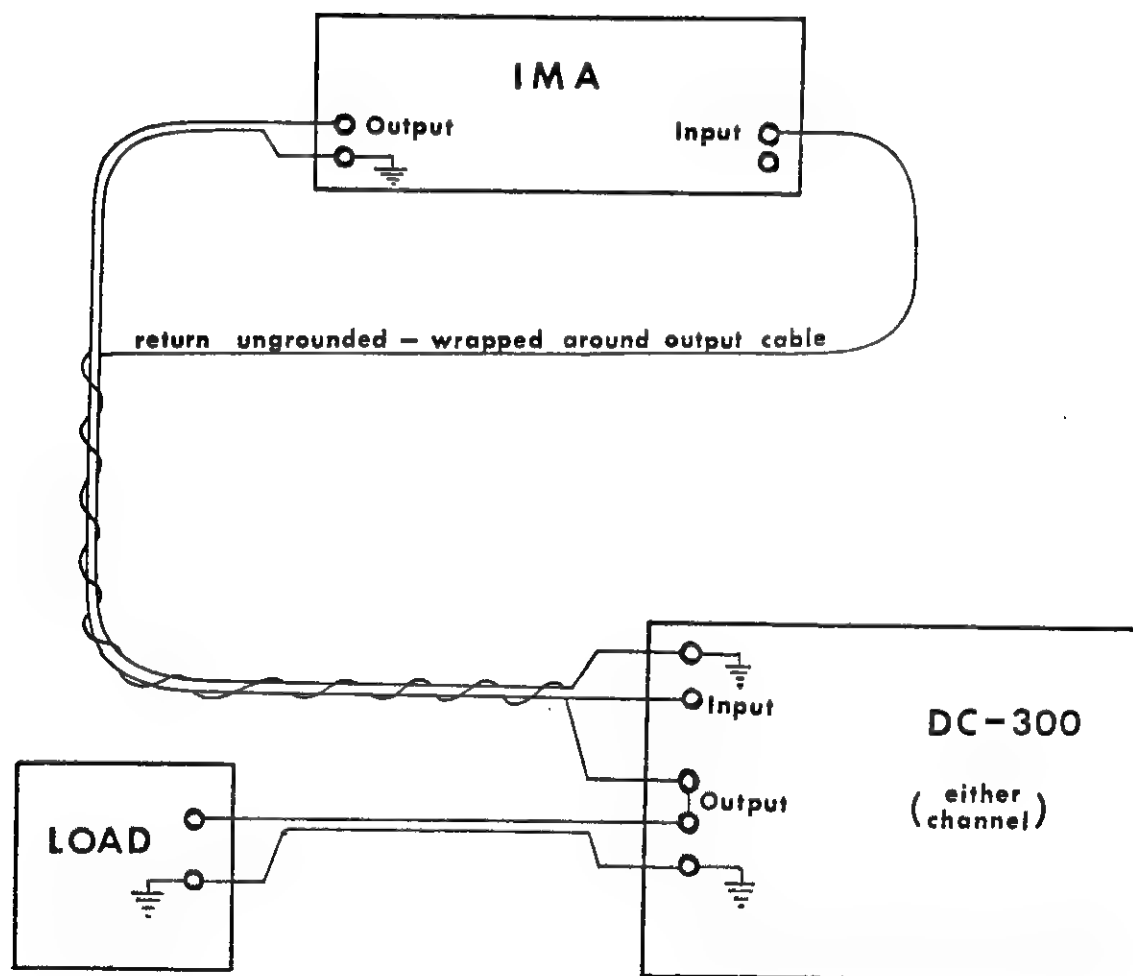 IMA
Output
Input
return ungrounded — wrapped around output cable
Input
DC-300
Output
(either channel)
LOAD